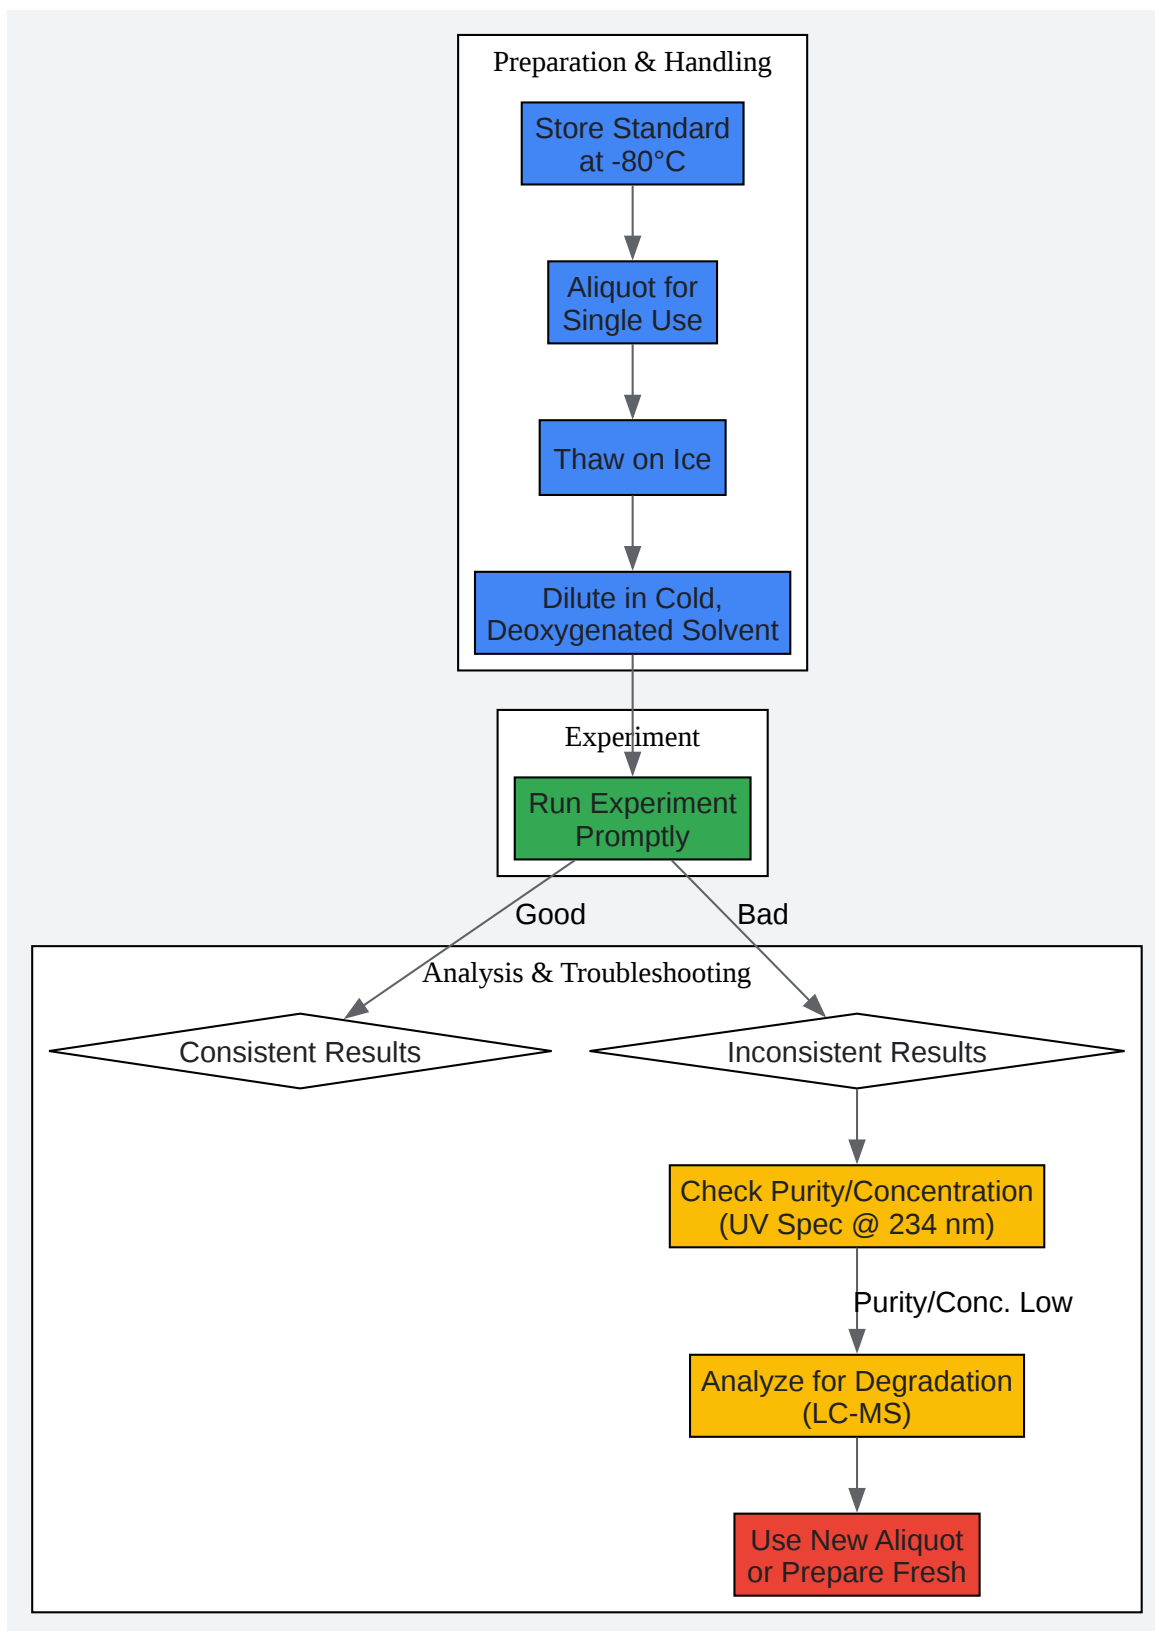 Preparation & Handling
Store Standard
at -80°C
Aliquot for
Single Use
Thaw on Ice
Dilute in Cold,
Deoxygenated Solvent
Experiment
Run Experiment
Promptly
Good
Bad
Analysis & Troubleshooting
Consistent Results
Inconsistent Results
Check Purity/Concentration
(UV Spec @ 234 nm)
Purity/Conc. Low
Analyze for Degradation
(LC-MS)
Use New Aliquot
or Prepare Fresh